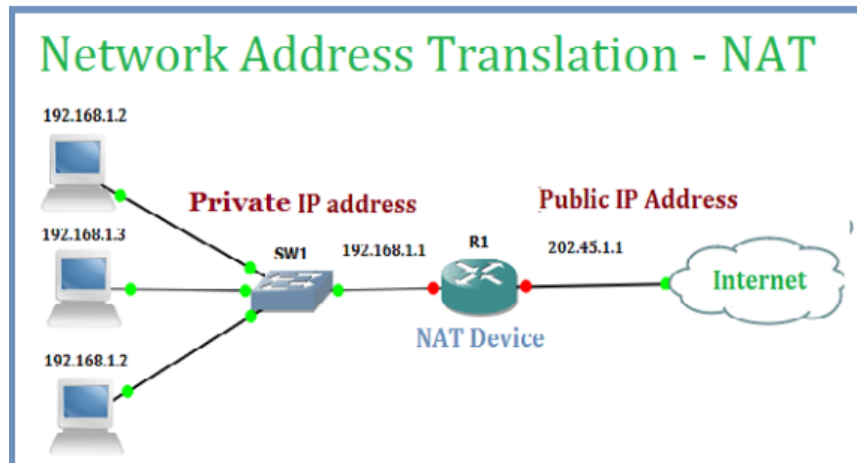 Network Address Translation - NAT
192.168.1.2
Private IP address
Public IP Address
192.168.1.3
SW1
192.168.1.1
R1
202.45.1.1
Internet
NAT Device
192.168.1.2